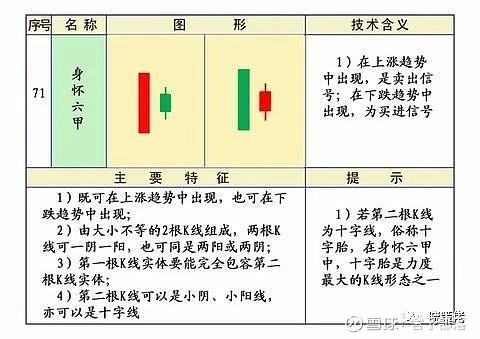 序号 名称 图形 技术含义
71
身怀六甲
1）在上涨趋势
中出现，是卖出信
号；在下跌趋势中
出现，为买进信号
主要特征
1）既可在上涨趋势中出现，也可在下
跌趋势中出现；
2）由大小不等的2根K线组成，两根K
线可一阴一阳，也可同是两阳或两阴；
3）第一根K线实体要能完全包容第二
根K线实体；
4）第二根K线可以是小阴、小阳线，
亦可以是十字线
提示
1）若第二根K线
为十字线，俗称十
字胎，在身怀六甲
中，十字胎是力度
最大的K线形态之一
雪球